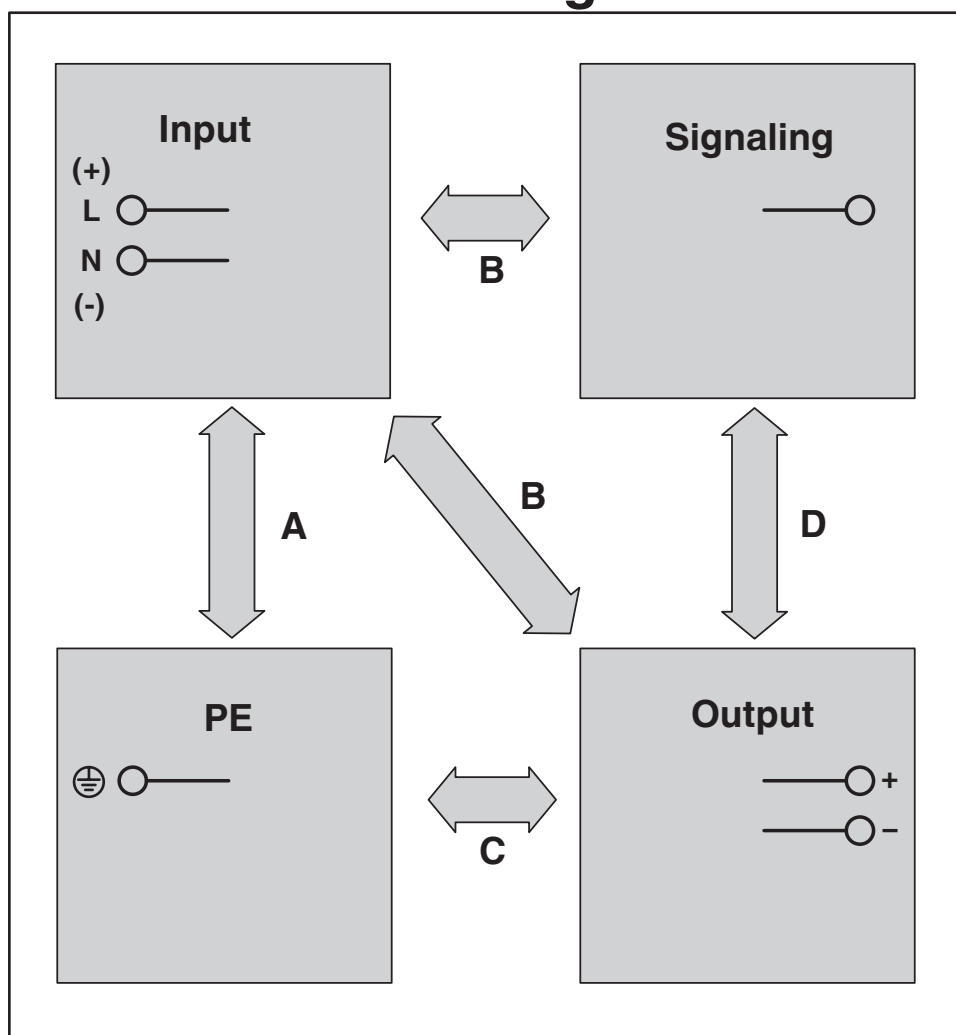 Input
(+)
L
N
(-)
Signaling
B
A
B
D
PE
Output
+
–
C